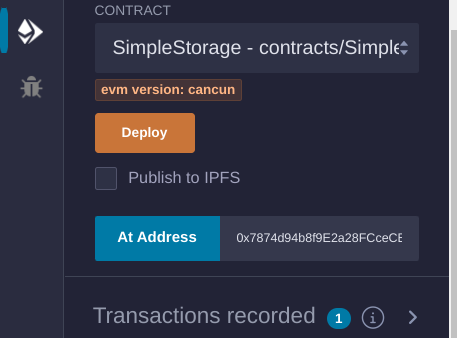 CONTRACT
SimpleStorage - contracts/Simple
evm version: cancun
Deploy
Publish to IPFS
At Address 0x7874d94b8f9E2a28FCceCE
Transactions recorded 1 i